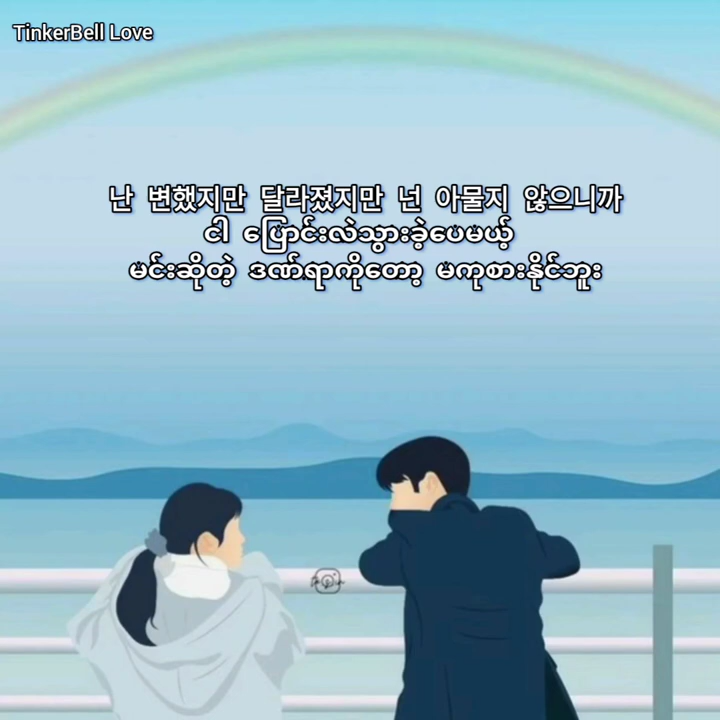 TinkerBell Love
난 변했지만 달라졌지만 넌 아물지 않으니까
ငါ ပြောင်းလဲသွားခဲ့ပေမယ့်
မင်းဆိုတဲ့ ဒဏ်ရာကိုတော့ မကုစားနိုင်ဘူး